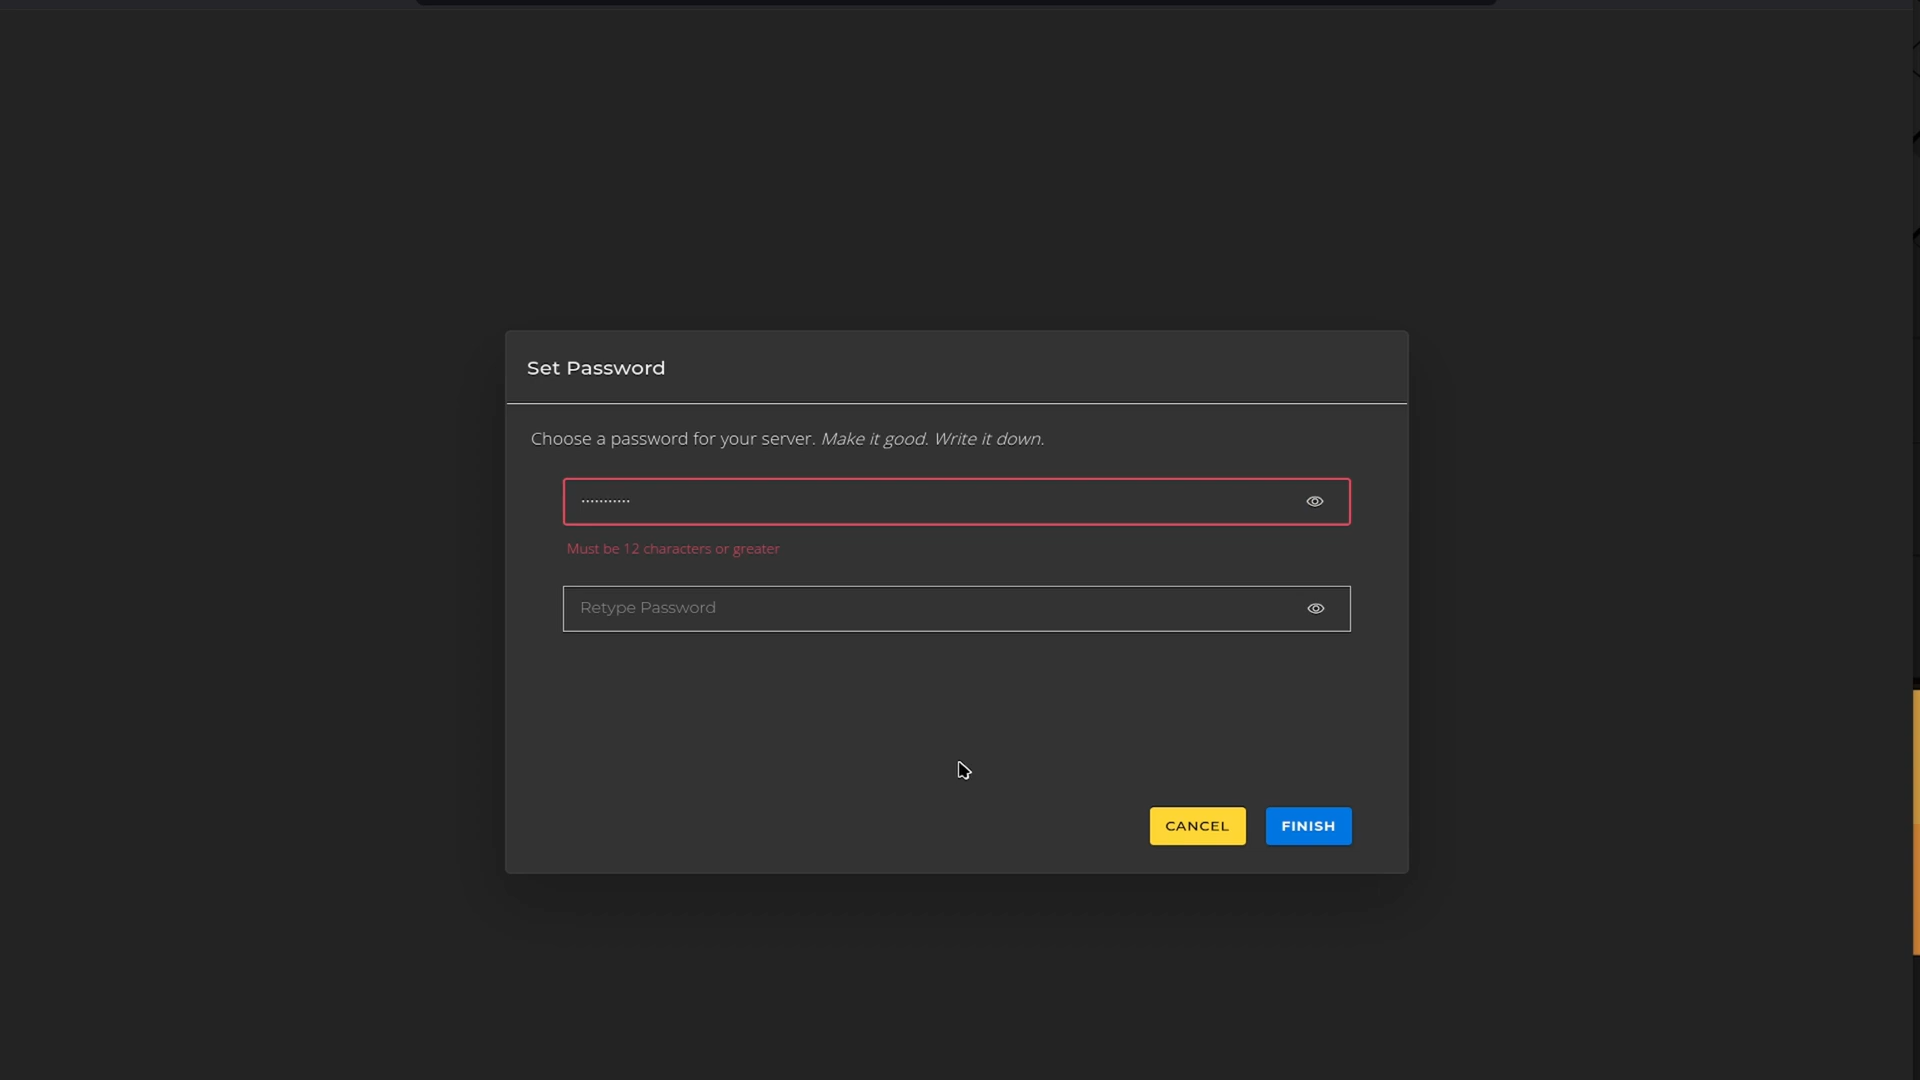 Set Password
Choose a password for your server. Make it good. Write it down.
...........
Must be 12 characters or greater
Retype Password
CANCEL
FINISH